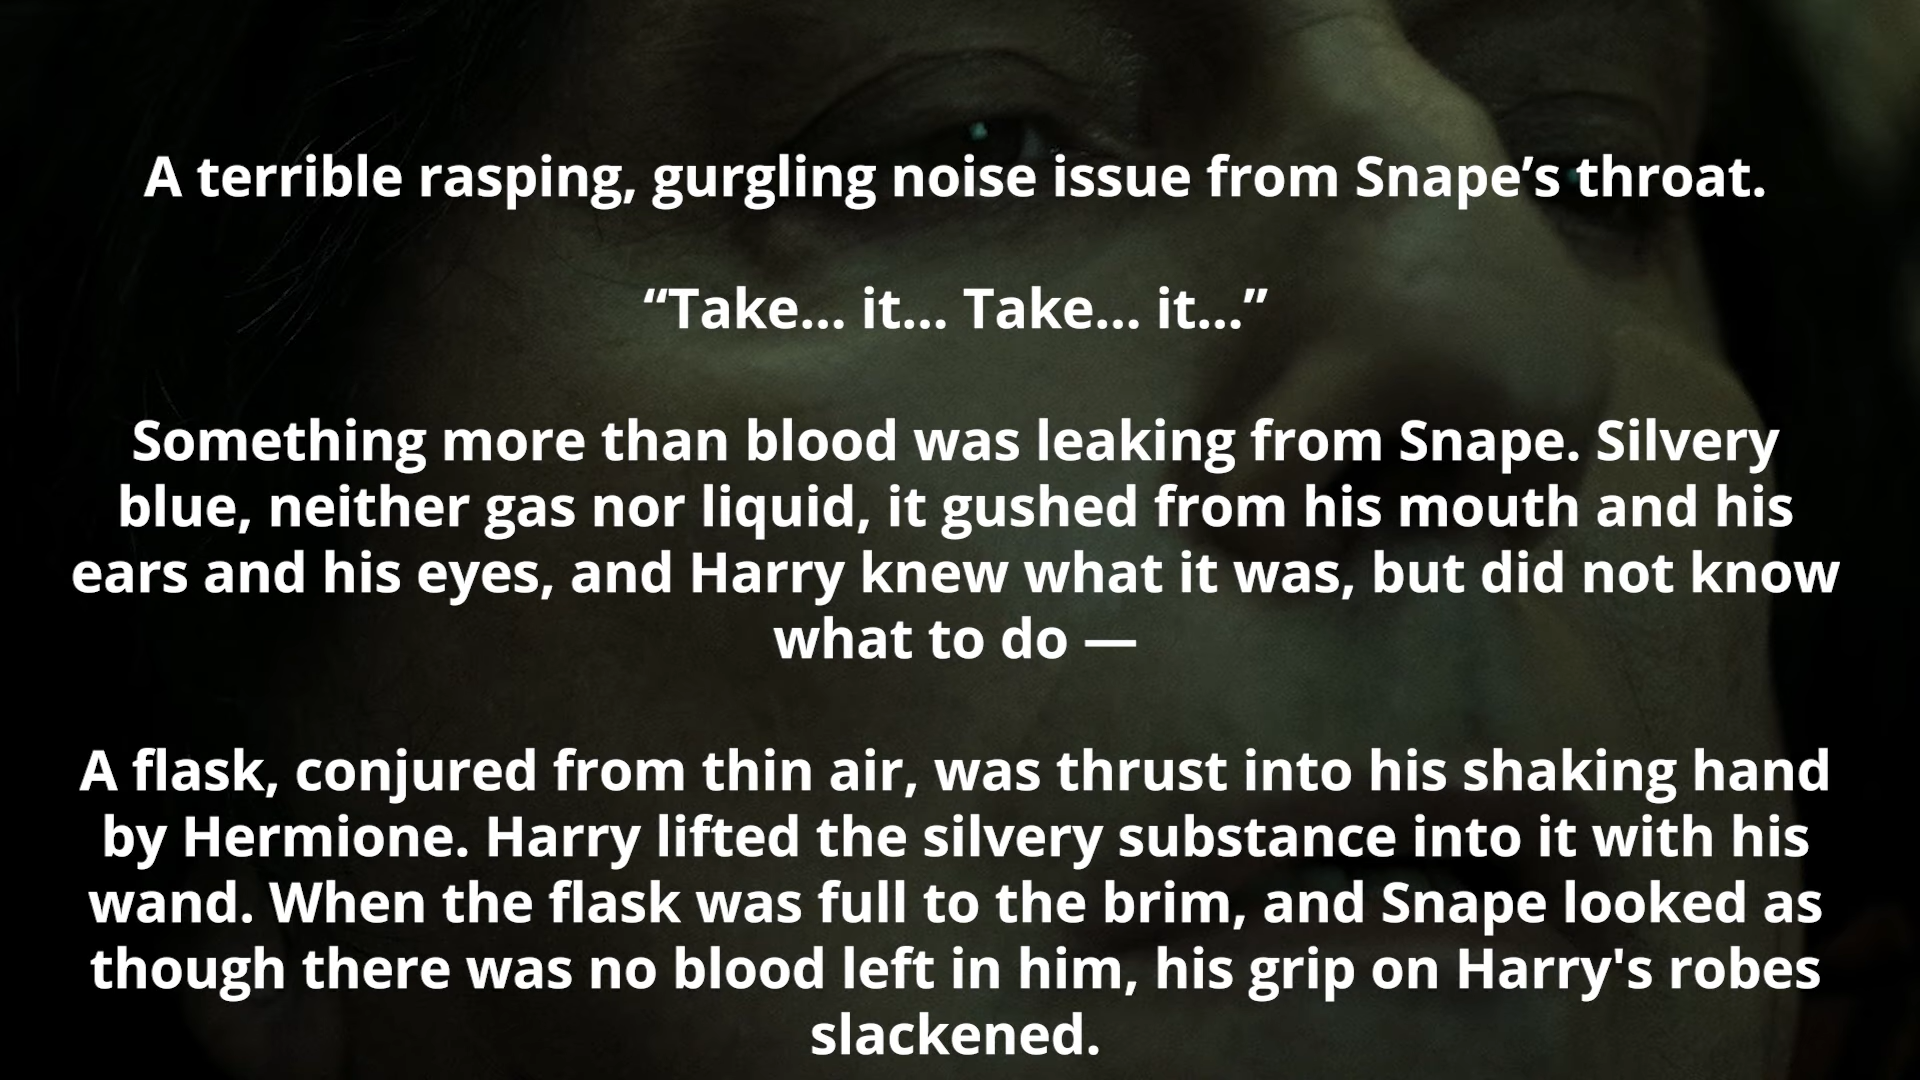 A terrible rasping, gurgling noise issue from Snape’s throat.
“Take... it... Take... it...”
Something more than blood was leaking from Snape. Silvery
blue, neither gas nor liquid, it gushed from his mouth and his
ears and his eyes, and Harry knew what it was, but did not know
what to do —
A flask, conjured from thin air, was thrust into his shaking hand
by Hermione. Harry lifted the silvery substance into it with his
wand. When the flask was full to the brim, and Snape looked as
though there was no blood left in him, his grip on Harry's robes
slackened.